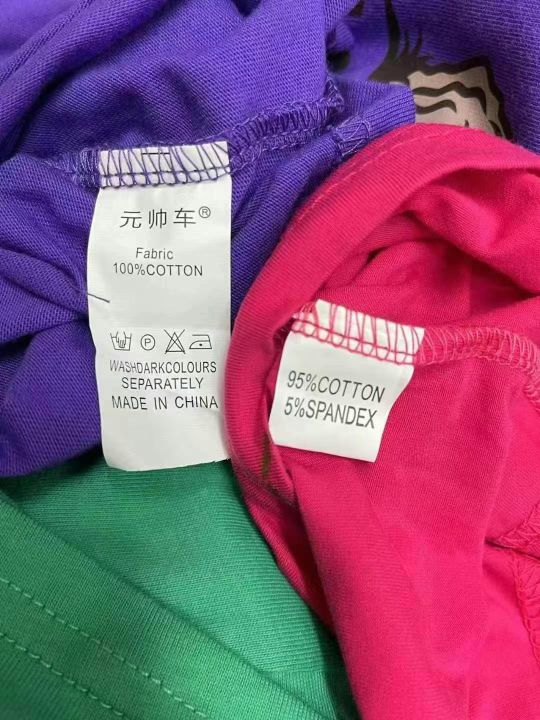 元帅车®
Fabric
100%COTTON
P
WASHDARKCOLOURS
SEPARATELY
MADE IN CHINA
95%COTTON
5%SPANDEX